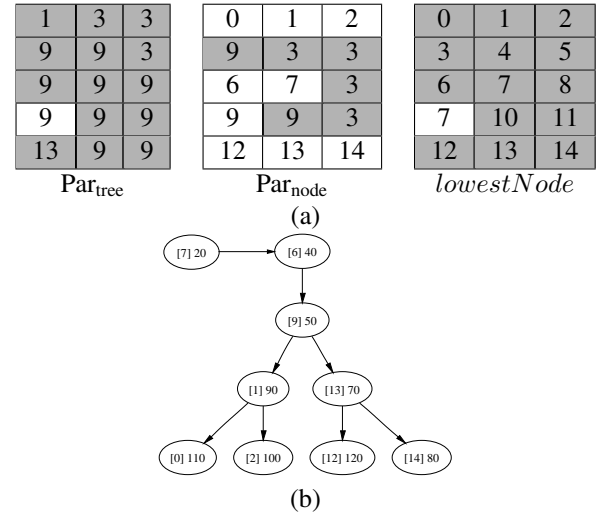 1 3 3 0 1 2 0 1 2
9 9 3 9 3 3 3 4 5
9 9 9 6 7 3 6 7 8
9 9 9 9 9 3 7 10 11
13 9 9 12 13 14 12 13 14
Par_tree Par_node lowestNode
(a)
[7] 20 [6] 40
[9] 50
[1] 90 [13] 70
[0] 110 [2] 100 [12] 120 [14] 80
(b)